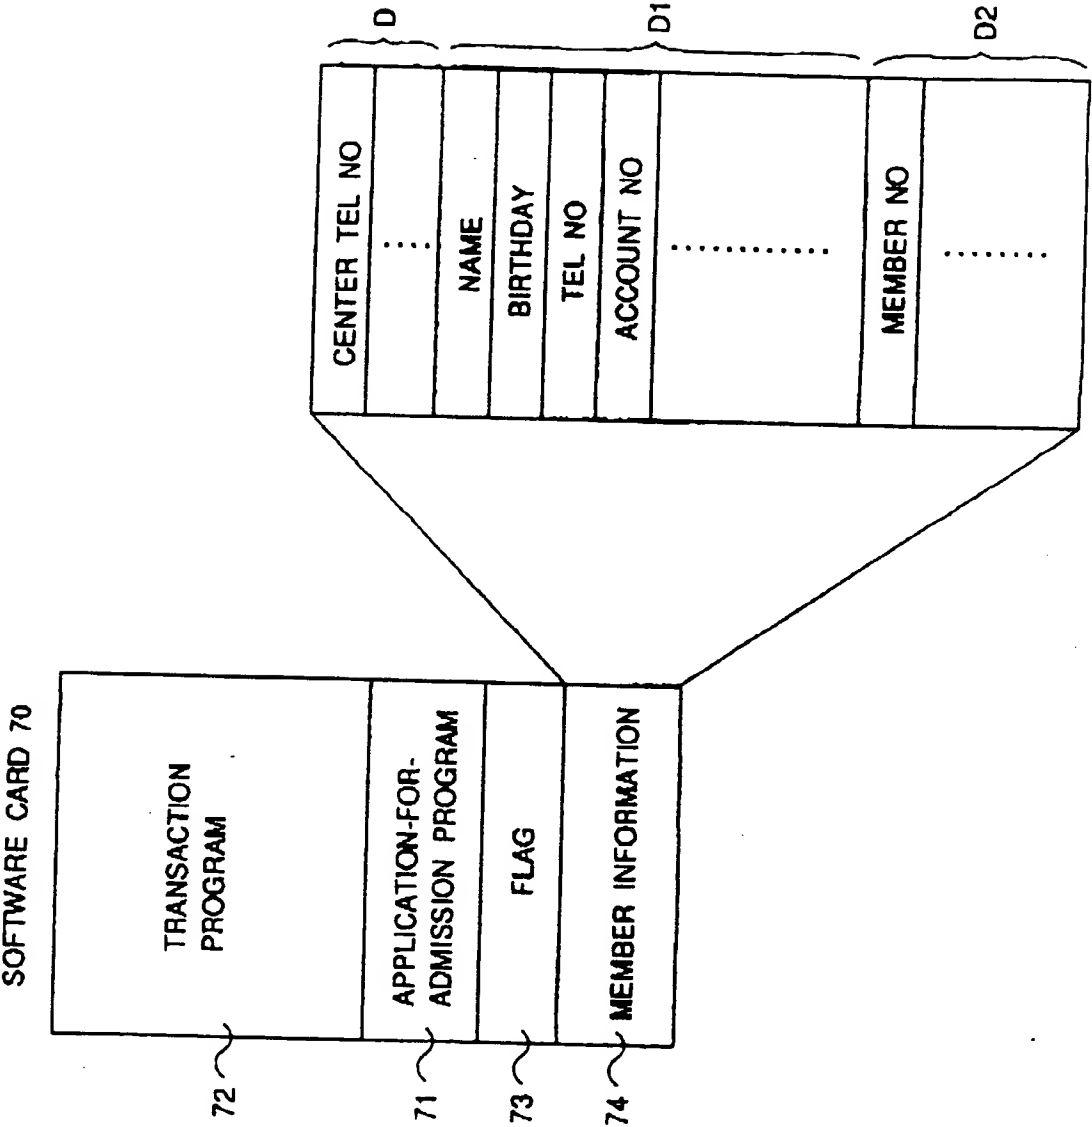 SOFTWARE CARD 70
72
TRANSACTION
PROGRAM
71
APPLICATION-FOR-
ADMISSION PROGRAM
73
FLAG
74
MEMBER INFORMATION
CENTER TEL NO
.....
D
NAME
BIRTHDAY
TEL NO
ACCOUNT NO
............
D1
MEMBER NO
.........
D2